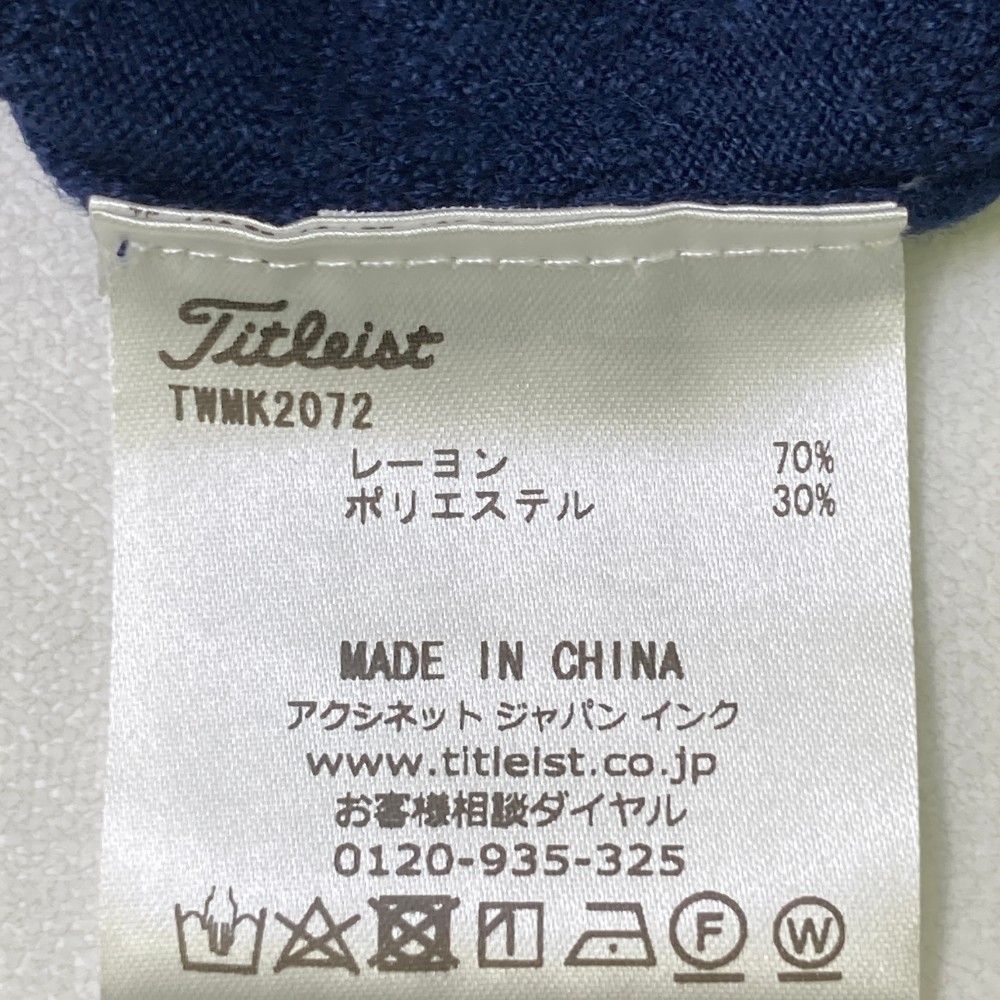 Titleist
TWMK2072
レーヨン 70%
ポリエステル 30%
MADE IN CHINA
アクシネット ジャパン インク
www.titleist.co.jp
お客様相談ダイヤル
0120-935-325
F W